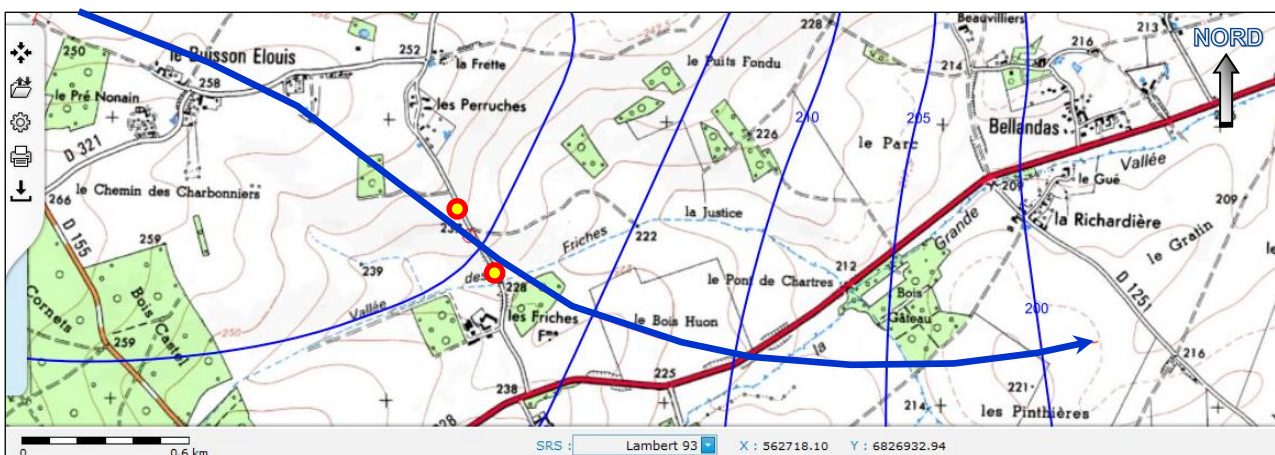 Beauvilliers
216
213
NORD
250
le Buisson Elouis
252
214
la Frette
le Puits Fondu
258
le Pré Nonain
les Perruches
210
205
Bellandas
226
le Parc
D 321
Vallée
le Gué
le Chemin des Charbonniers
209
266
la Justice
la Richardière
209
D 155
259
Friches
222
Grande
le Gratin
239
des
le Pont de Chartres
212
D 1251
Vallée
228
Bois
Gâteau
Cornets
Bois Castel
250
les Friches
Fme
le Bois Huon
200
259
la
216
238
225
221
214
les Pinthières
228
0
0.6 km
SRS :
Lambert 93
X : 562718.10
Y : 6826932.94